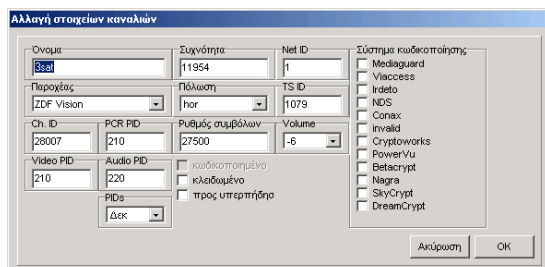 Αλλαγή στοιχείων καναλιών
Όνομα
3sat
Συχνότητα
11954
Net ID
1
Σύστημα κωδικοποίησης
Mediaguard
Viaccess
Irdeto
NDS
Conax
invalid
Cryptoworks
PowerVu
Betacrypt
Nagra
SkyCrypt
DreamCrypt
Παροχέας
ZDF Vision
Πόλωση
hor
TS ID
1079
Ch. ID
28007
PCR PID
210
Ρυθμός συμβόλων
27500
Volume
-6
Video PID
210
Audio PID
220
κωδικοποιημένο
κλειδωμένο
προς υπερπήδησ
PIDs
Δεκ
Ακύρωση
OK